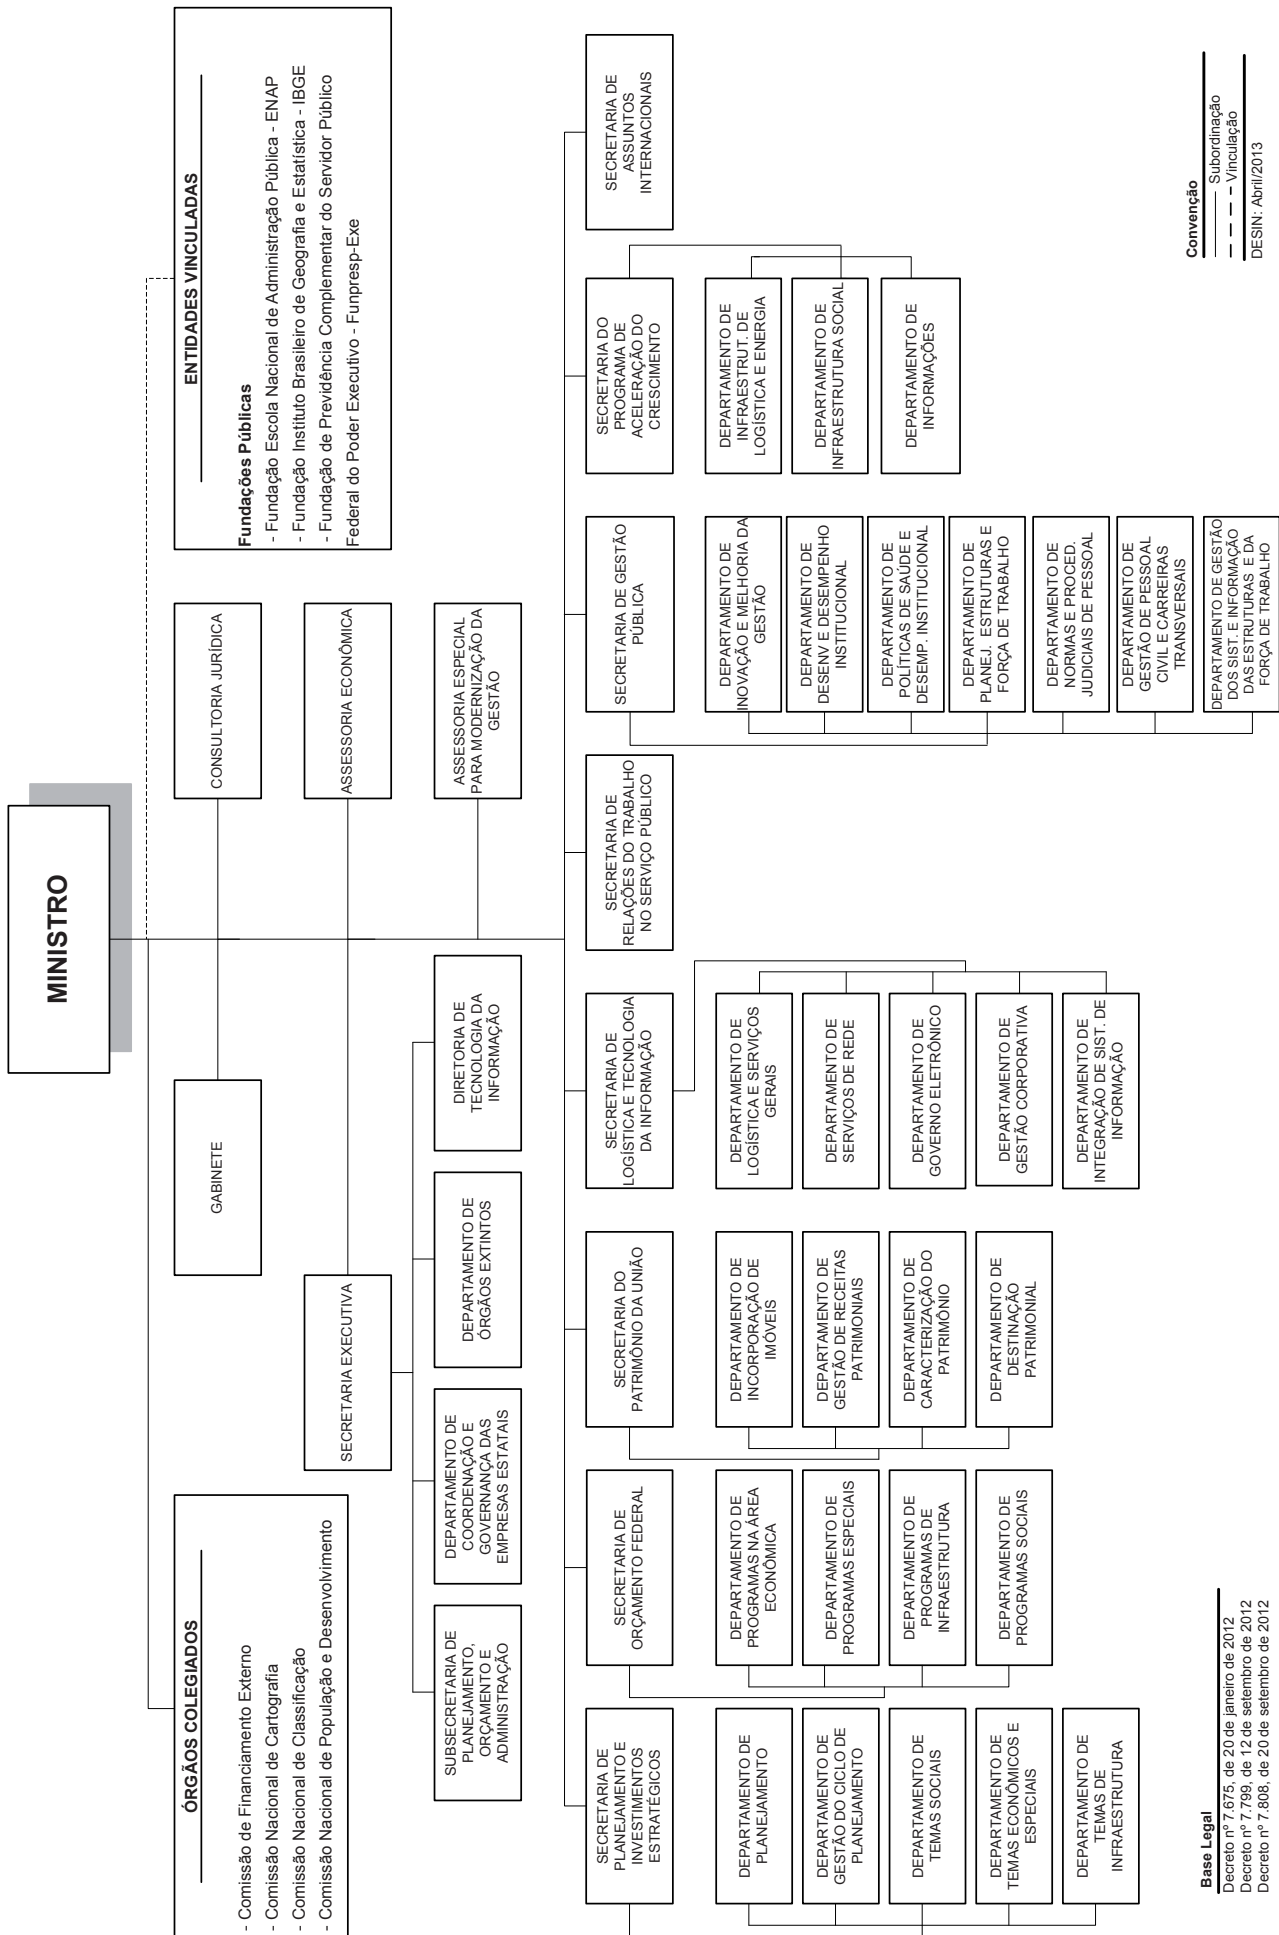 MINISTRO
ÓRGÃOS COLEGIADOS
- Comissão de Financiamento Externo
- Comissão Nacional de Cartografia
- Comissão Nacional de Classificação
- Comissão Nacional de População e Desenvolvimento
GABINETE
CONSULTORIA JURÍDICA
ENTIDADES VINCULADAS
Fundações Públicas
- Fundação Escola Nacional de Administração Pública - ENAP
- Fundação Instituto Brasileiro de Geografia e Estatística - IBGE
- Fundação de Previdência Complementar do Servidor Público
Federal do Poder Executivo - Funpresp-Exe
SECRETARIA EXECUTIVA
ASSESSORIA ECONÔMICA
SUBSECRETARIA DE
PLANEJAMENTO,
ORÇAMENTO E
ADMINISTRAÇÃO
DEPARTAMENTO DE
COORDENAÇÃO E
GOVERNANÇA DAS
EMPRESAS ESTATAIS
DEPARTAMENTO DE
ÓRGÃOS EXTINTOS
DIRETORIA DE
TECNOLOGIA DA
INFORMAÇÃO
ASSESSORIA ESPECIAL
PARA MODERNIZAÇÃO DA
GESTÃO
SECRETARIA DE
PLANEJAMENTO E
INVESTIMENTOS
ESTRATÉGICOS
DEPARTAMENTO DE
PLANEJAMENTO
DEPARTAMENTO DE
GESTÃO DO CICLO DE
PLANEJAMENTO
DEPARTAMENTO DE
TEMAS SOCIAIS
DEPARTAMENTO DE
TEMAS ECONÔMICOS E
ESPECIAIS
DEPARTAMENTO DE
TEMAS DE
INFRAESTRUTURA
SECRETARIA DE
ORÇAMENTO FEDERAL
DEPARTAMENTO DE
PROGRAMAS NA ÁREA
ECONÔMICA
DEPARTAMENTO DE
PROGRAMAS ESPECIAIS
DEPARTAMENTO DE
PROGRAMAS DE
INFRAESTRUTURA
DEPARTAMENTO DE
PROGRAMAS SOCIAIS
SECRETARIA DO
PATRIMÔNIO DA UNIÃO
DEPARTAMENTO DE
INCORPORAÇÃO DE
IMÓVEIS
DEPARTAMENTO DE
GESTÃO DE RECEITAS
PATRIMONIAIS
DEPARTAMENTO DE
CARACTERIZAÇÃO DO
PATRIMÔNIO
DEPARTAMENTO DE
DESTINAÇÃO
PATRIMONIAL
SECRETARIA DE
LOGÍSTICA E TECNOLOGIA
DA INFORMAÇÃO
DEPARTAMENTO DE
LOGÍSTICA E SERVIÇOS
GERAIS
DEPARTAMENTO DE
SERVIÇOS DE REDE
DEPARTAMENTO DE
GOVERNO ELETRÔNICO
DEPARTAMENTO DE
GESTÃO CORPORATIVA
DEPARTAMENTO DE
INTEGRAÇÃO DE SIST. DE
INFORMAÇÃO
SECRETARIA DE
RELAÇÕES DO TRABALHO
NO SERVIÇO PÚBLICO
SECRETARIA DE GESTÃO
PÚBLICA
DEPARTAMENTO DE
INOVAÇÃO E MELHORIA DA
GESTÃO
DEPARTAMENTO DE
DESENV E DESEMPENHO
INSTITUCIONAL
DEPARTAMENTO DE
POLÍTICAS DE SAÚDE E
DESEMP. INSTITUCIONAL
DEPARTAMENTO DE
PLANEJ. ESTRUTURAS E
FORÇA DE TRABALHO
DEPARTAMENTO DE
NORMAS E PROCED.
JUDICIAIS DE PESSOAL
DEPARTAMENTO DE
GESTÃO DE PESSOAL
CIVIL E CARREIRAS
TRANSVERSAIS
DEPARTAMENTO DE GESTÃO
DOS SIST. E INFORMAÇÃO
DAS ESTRUTURAS E DA
FORÇA DE TRABALHO
SECRETARIA DO
PROGRAMA DE
ACELERAÇÃO DO
CRESCIMENTO
DEPARTAMENTO DE
INFRAESTRUT. DE
LOGÍSTICA E ENERGIA
DEPARTAMENTO DE
INFRAESTRUTURA SOCIAL
DEPARTAMENTO DE
INFORMAÇÕES
SECRETARIA DE
ASSUNTOS
INTERNACIONAIS
Base Legal
Decreto nº 7.675, de 20 de janeiro de 2012
Decreto nº 7.799, de 12 de setembro de 2012
Decreto nº 7.808, de 20 de setembro de 2012
Convenção
Subordinação
Vinculação
DESIN: Abril/2013